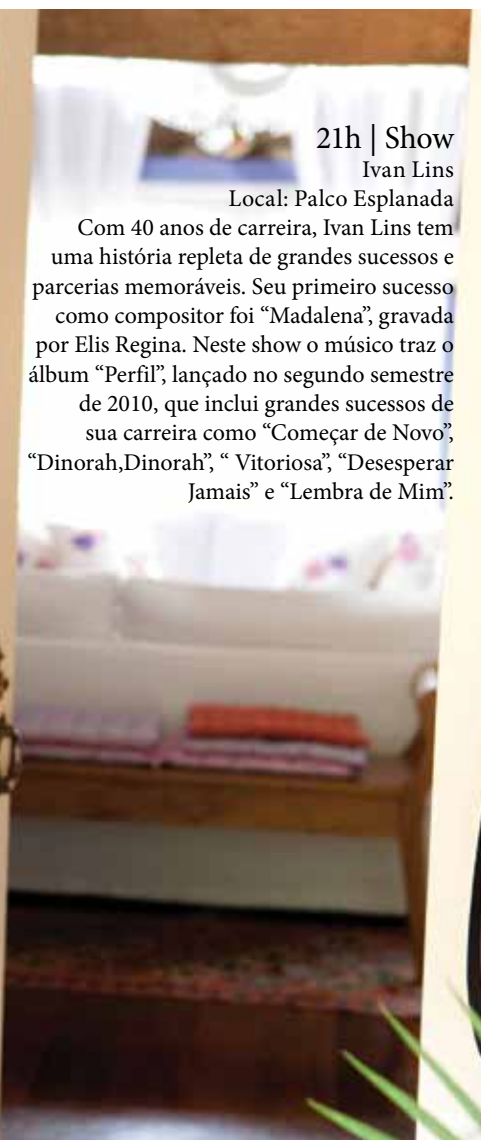 21h | Show
Ivan Lins
Local: Palco Esplanada
Com 40 anos de carreira, Ivan Lins tem
uma história repleta de grandes sucessos e
parcerias memoráveis. Seu primeiro sucesso
como compositor foi “Madalena”, gravada
por Elis Regina. Neste show o músico traz o
álbum “Perfil”, lançado no segundo semestre
de 2010, que inclui grandes sucessos de
sua carreira como “Começar de Novo”,
“Dinorah,Dinorah”, “ Vitoriosa”, “Desesperar
Jamais” e “Lembra de Mim”.